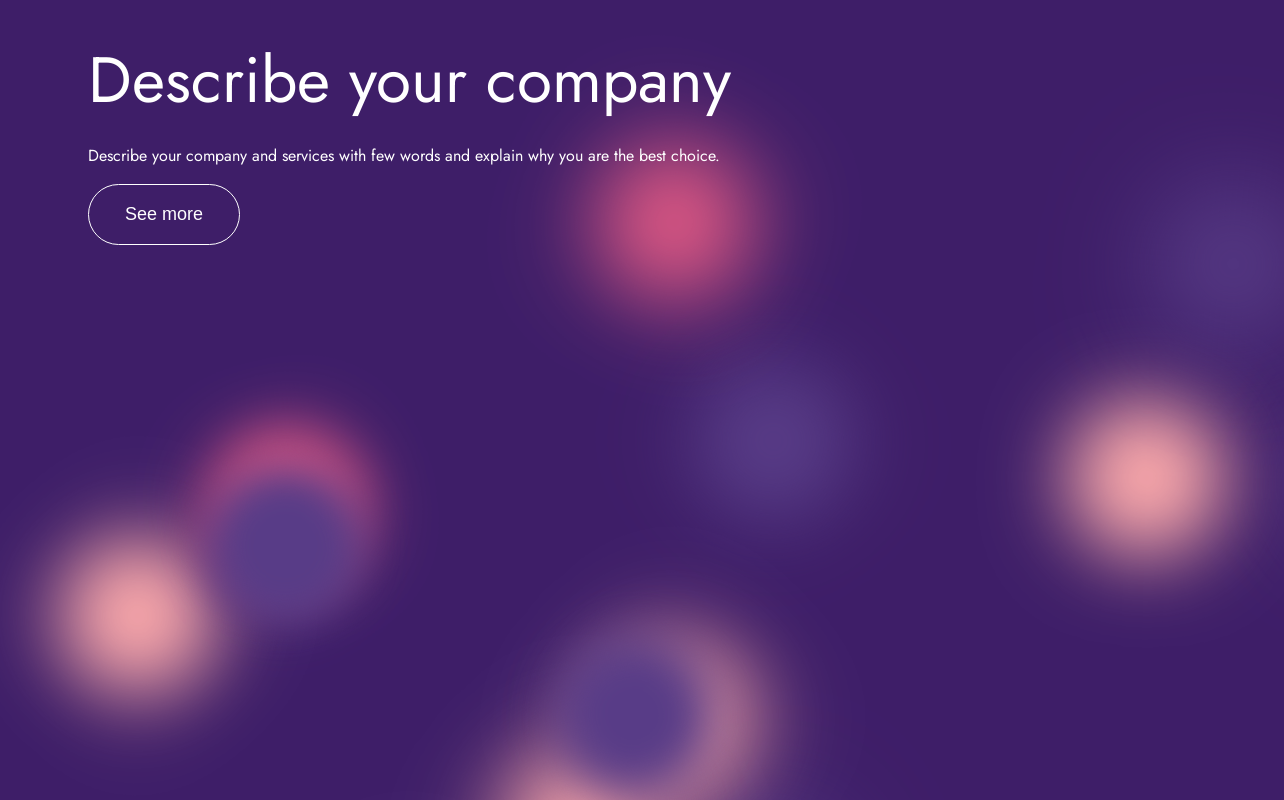 Describe your company
Describe your company and services with few words and explain why you are the best choice.
See more